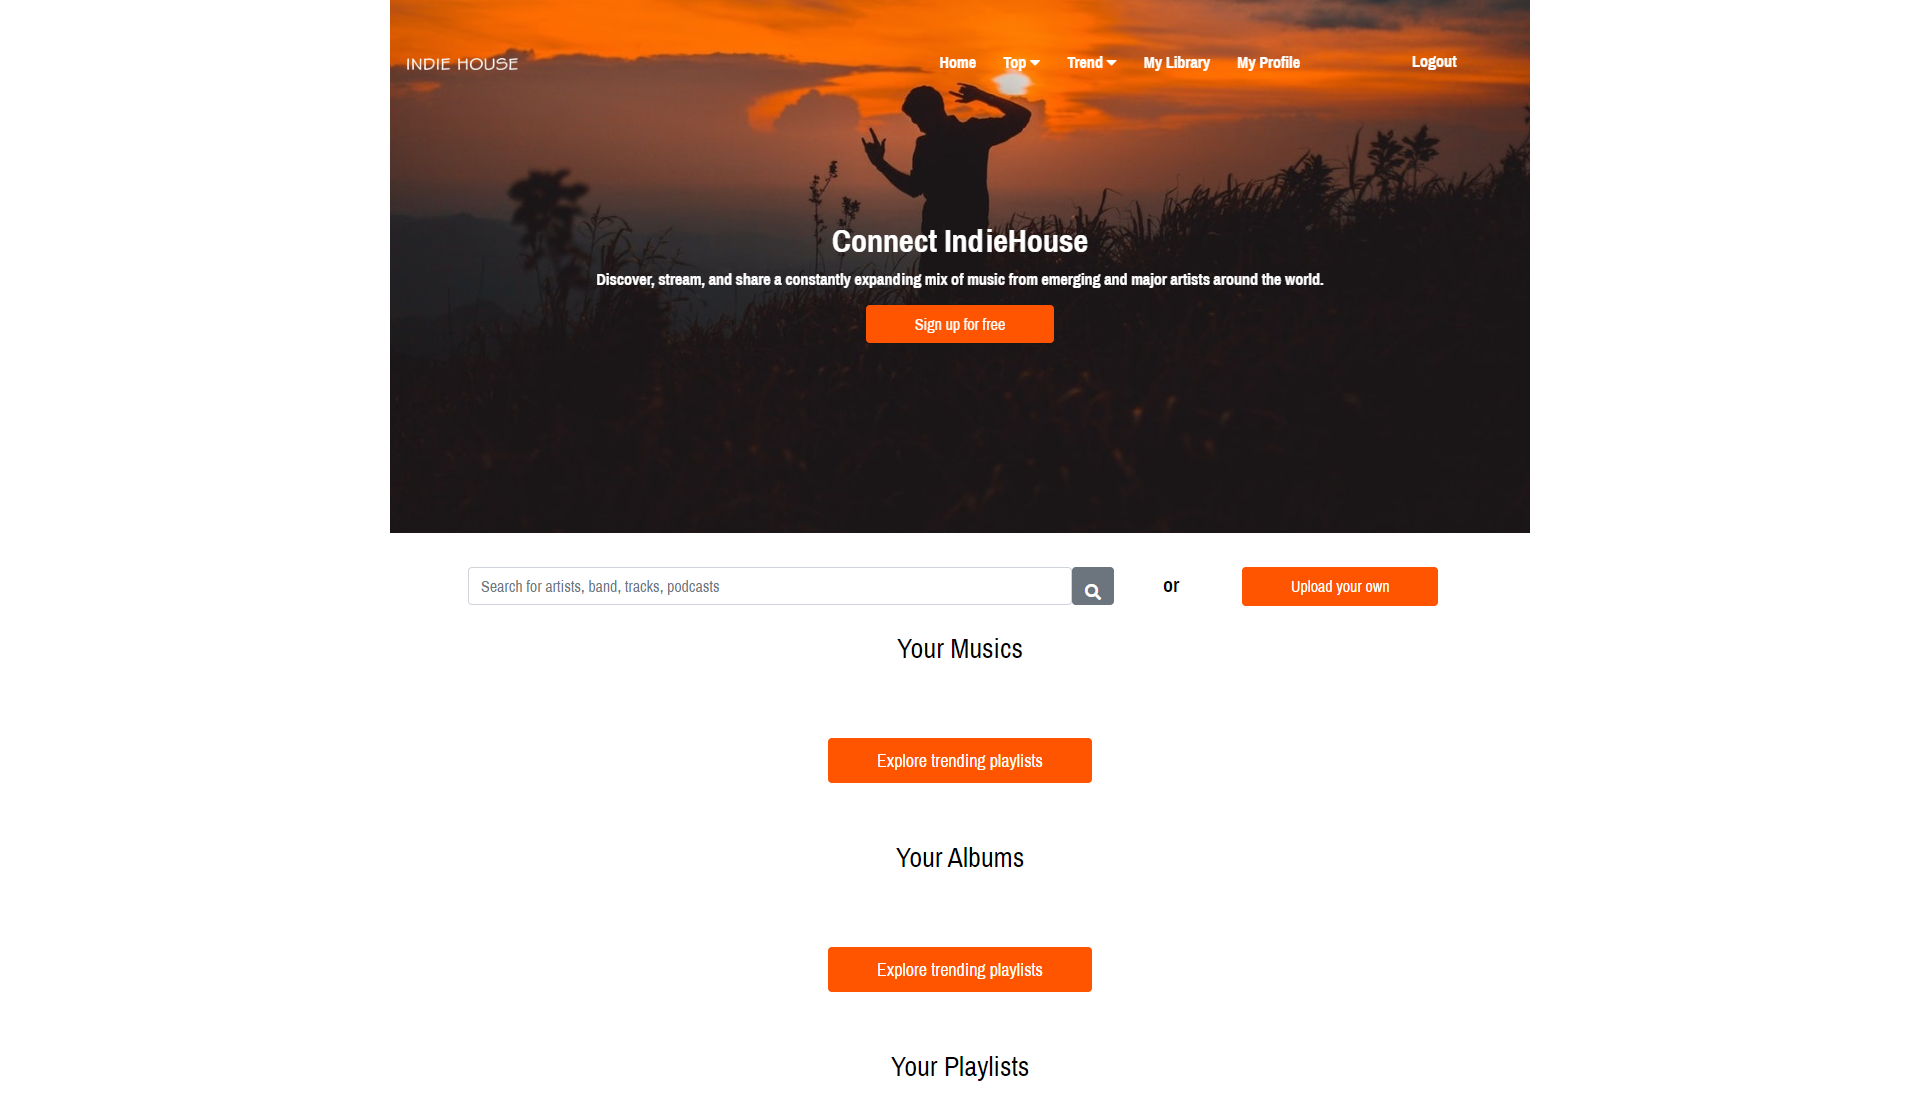 INDIE HOUSE
Home Top Trend My Library My Profile Logout
Connect IndieHouse
Discover, stream, and share a constantly expanding mix of music from emerging and major artists around the world.
Sign up for free
Search for artists, band, tracks, podcasts
or
Upload your own
Your Musics
Explore trending playlists
Your Albums
Explore trending playlists
Your Playlists